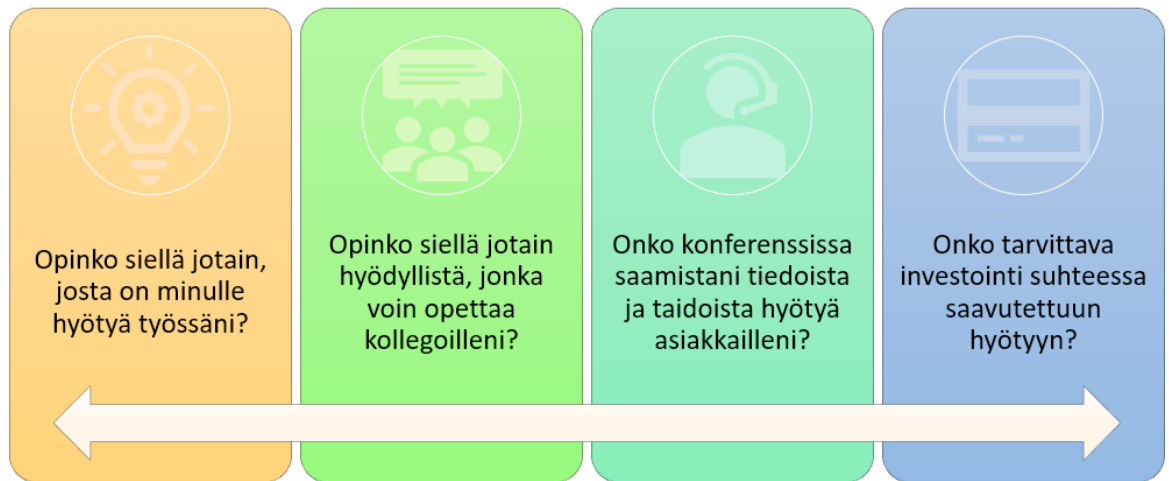 Opinko siellä jotain,
josta on minulle
hyötyä työssäni?
Opinko siellä jotain
hyödyllistä, jonka
voin opettaa
kollegoilleni?
Onko konferenssissa
saamistani tiedoista
ja taidoista hyötyä
asiakkailleni?
Onko tarvittava
investointi suhteessa
saavutettuun
hyötyyn?